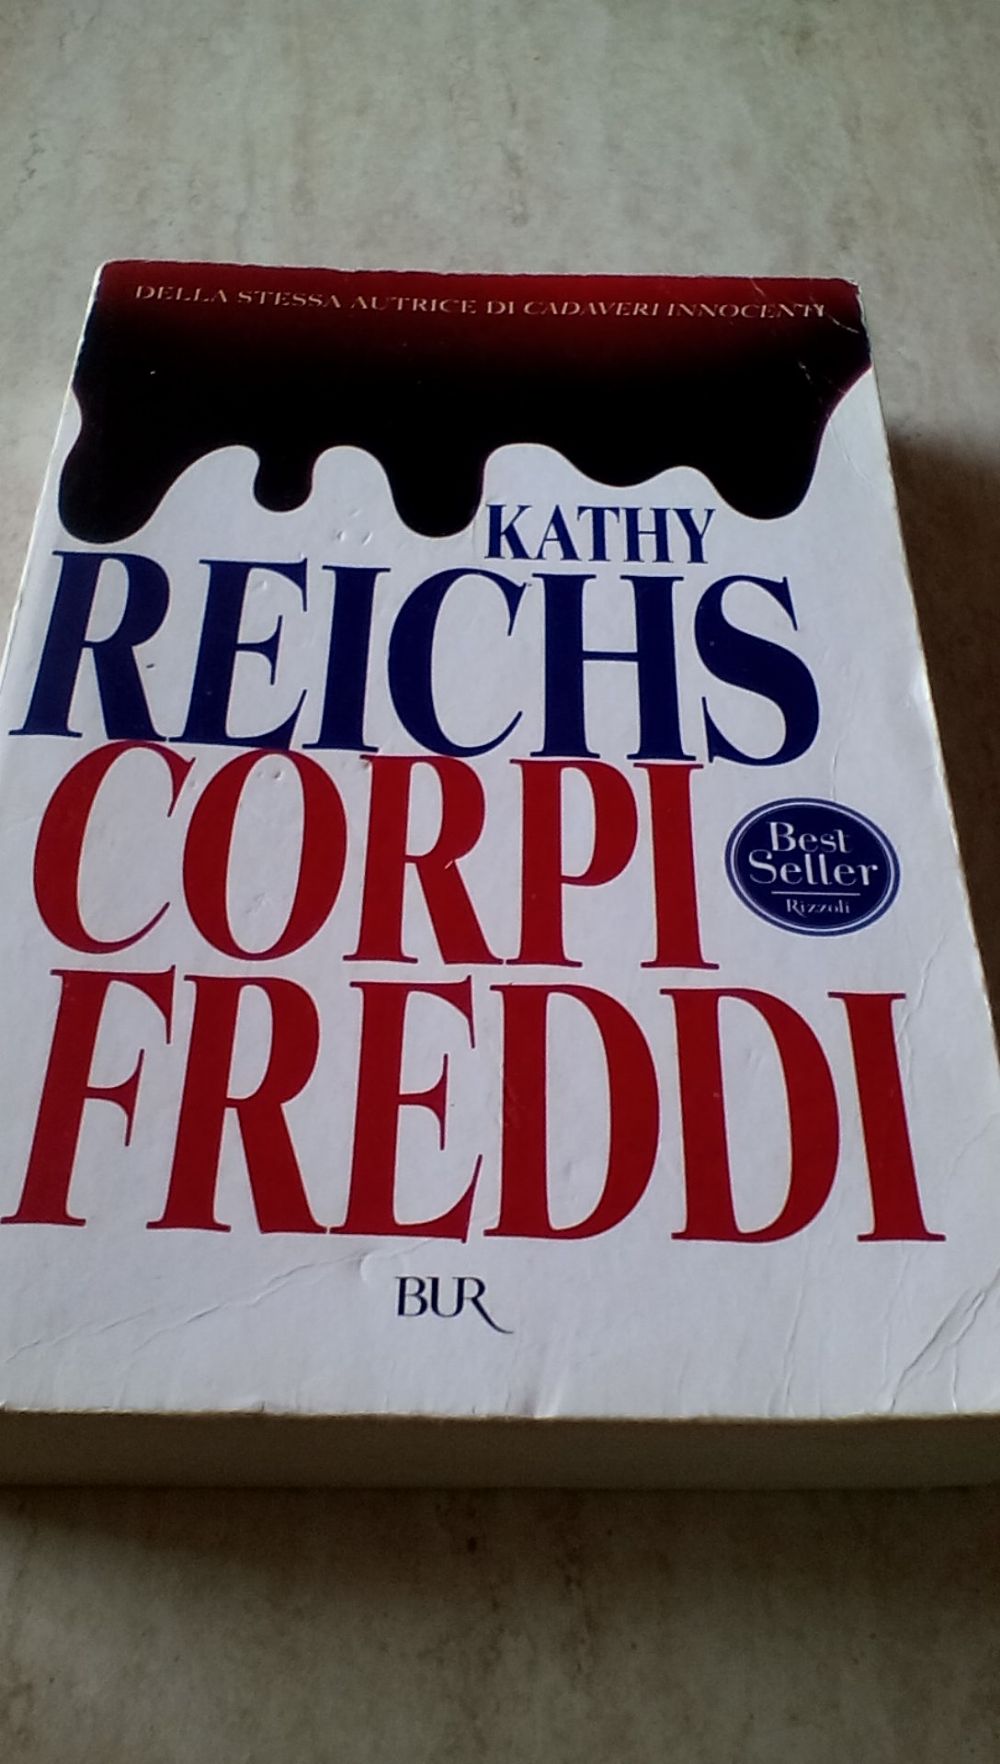 DELLA STESSA AUTRICE DI CADAVERI INNOCENTI
KATHY
REICHS
CORPI
Best
Seller
Rizzoli
FREDDI
BUR